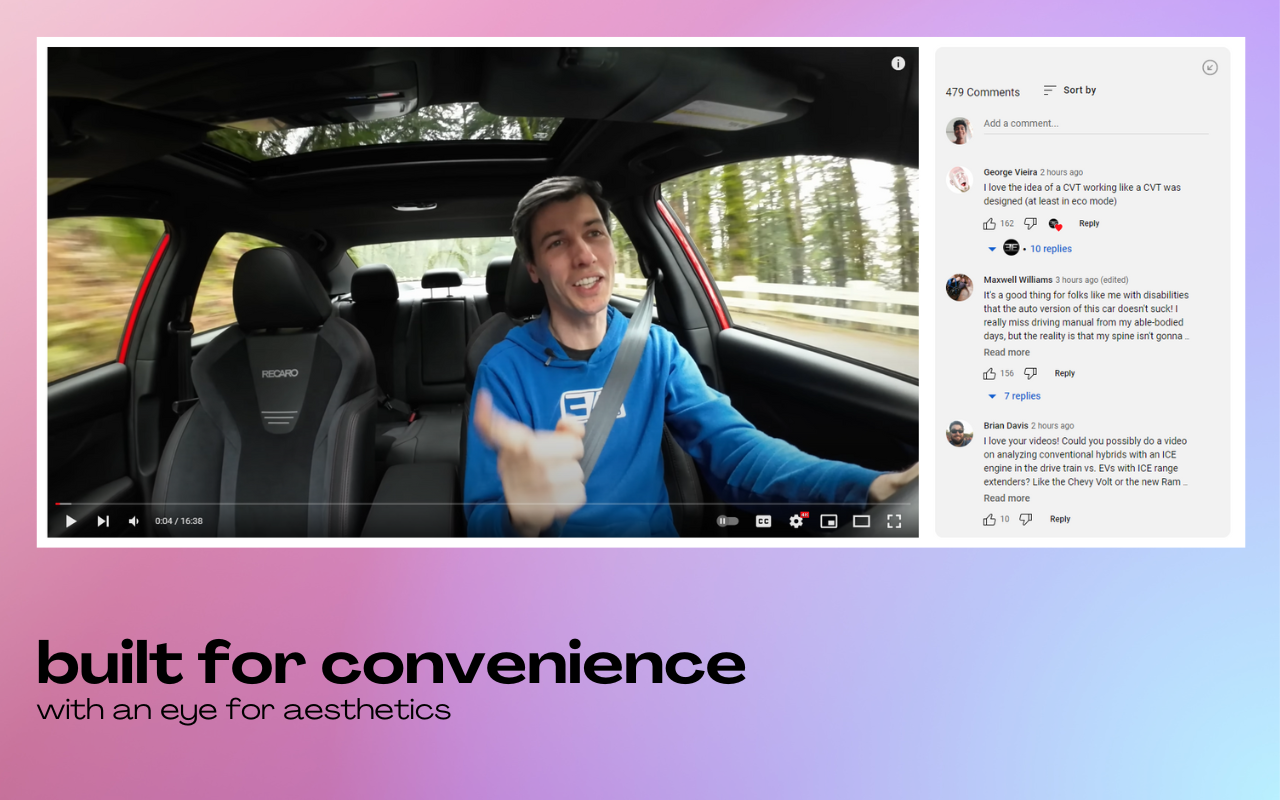 RECARO
0:04 / 16:38
CC
4K
479 Comments
Sort by
Add a comment...
George Vieira 2 hours ago
I love the idea of a CVT working like a CVT was
designed (at least in eco mode)
162
Reply
10 replies
Maxwell Williams 3 hours ago (edited)
It's a good thing for folks like me with disabilities
that the auto version of this car doesn't suck! I
really miss driving manual from my able-bodied
days, but the reality is that my spine isn't gonna ...
Read more
156
Reply
7 replies
Brian Davis 2 hours ago
I love your videos! Could you possibly do a video
on analyzing conventional hybrids with an ICE
engine in the drive train vs. EVs with ICE range
extenders? Like the Chevy Volt or the new Ram ...
Read more
10
Reply
built for convenience
with an eye for aesthetics